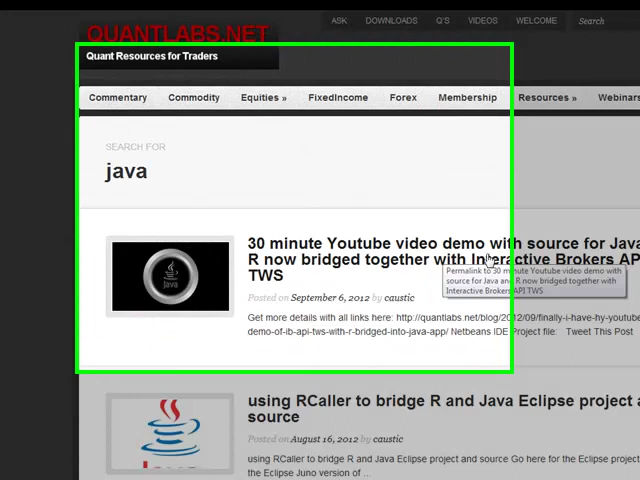 QUANTLABS.NET
Quant Resources for Traders
ASK DOWNLOADS Q'S VIDEOS WELCOME Search
Commentary Commodity Equities » FixedIncome Forex Membership Resources » Webinars
SEARCH FOR
java
Java
30 minute Youtube video demo with source for Java
R now bridged together with Interactive Brokers AP
TWS
Permalink to 30 minute Youtube video demo with
source for Java and R now bridged together with
Interactive Brokers API TWS
Posted on September 6, 2012 by caustic
Get more details with all links here: http://quantlabs.net/blog/2012/09/finally-i-have-hy-youtube
demo-of-ib-api-tws-with-r-bridged-into-java-app/ Netbeans IDE Project file: Tweet This Post
using RCaller to bridge R and Java Eclipse project a
source
Posted on August 16, 2012 by caustic
using RCaller to bridge R and Java Eclipse project and source Go here for the Eclipse project and
the Eclipse Juno version of ...